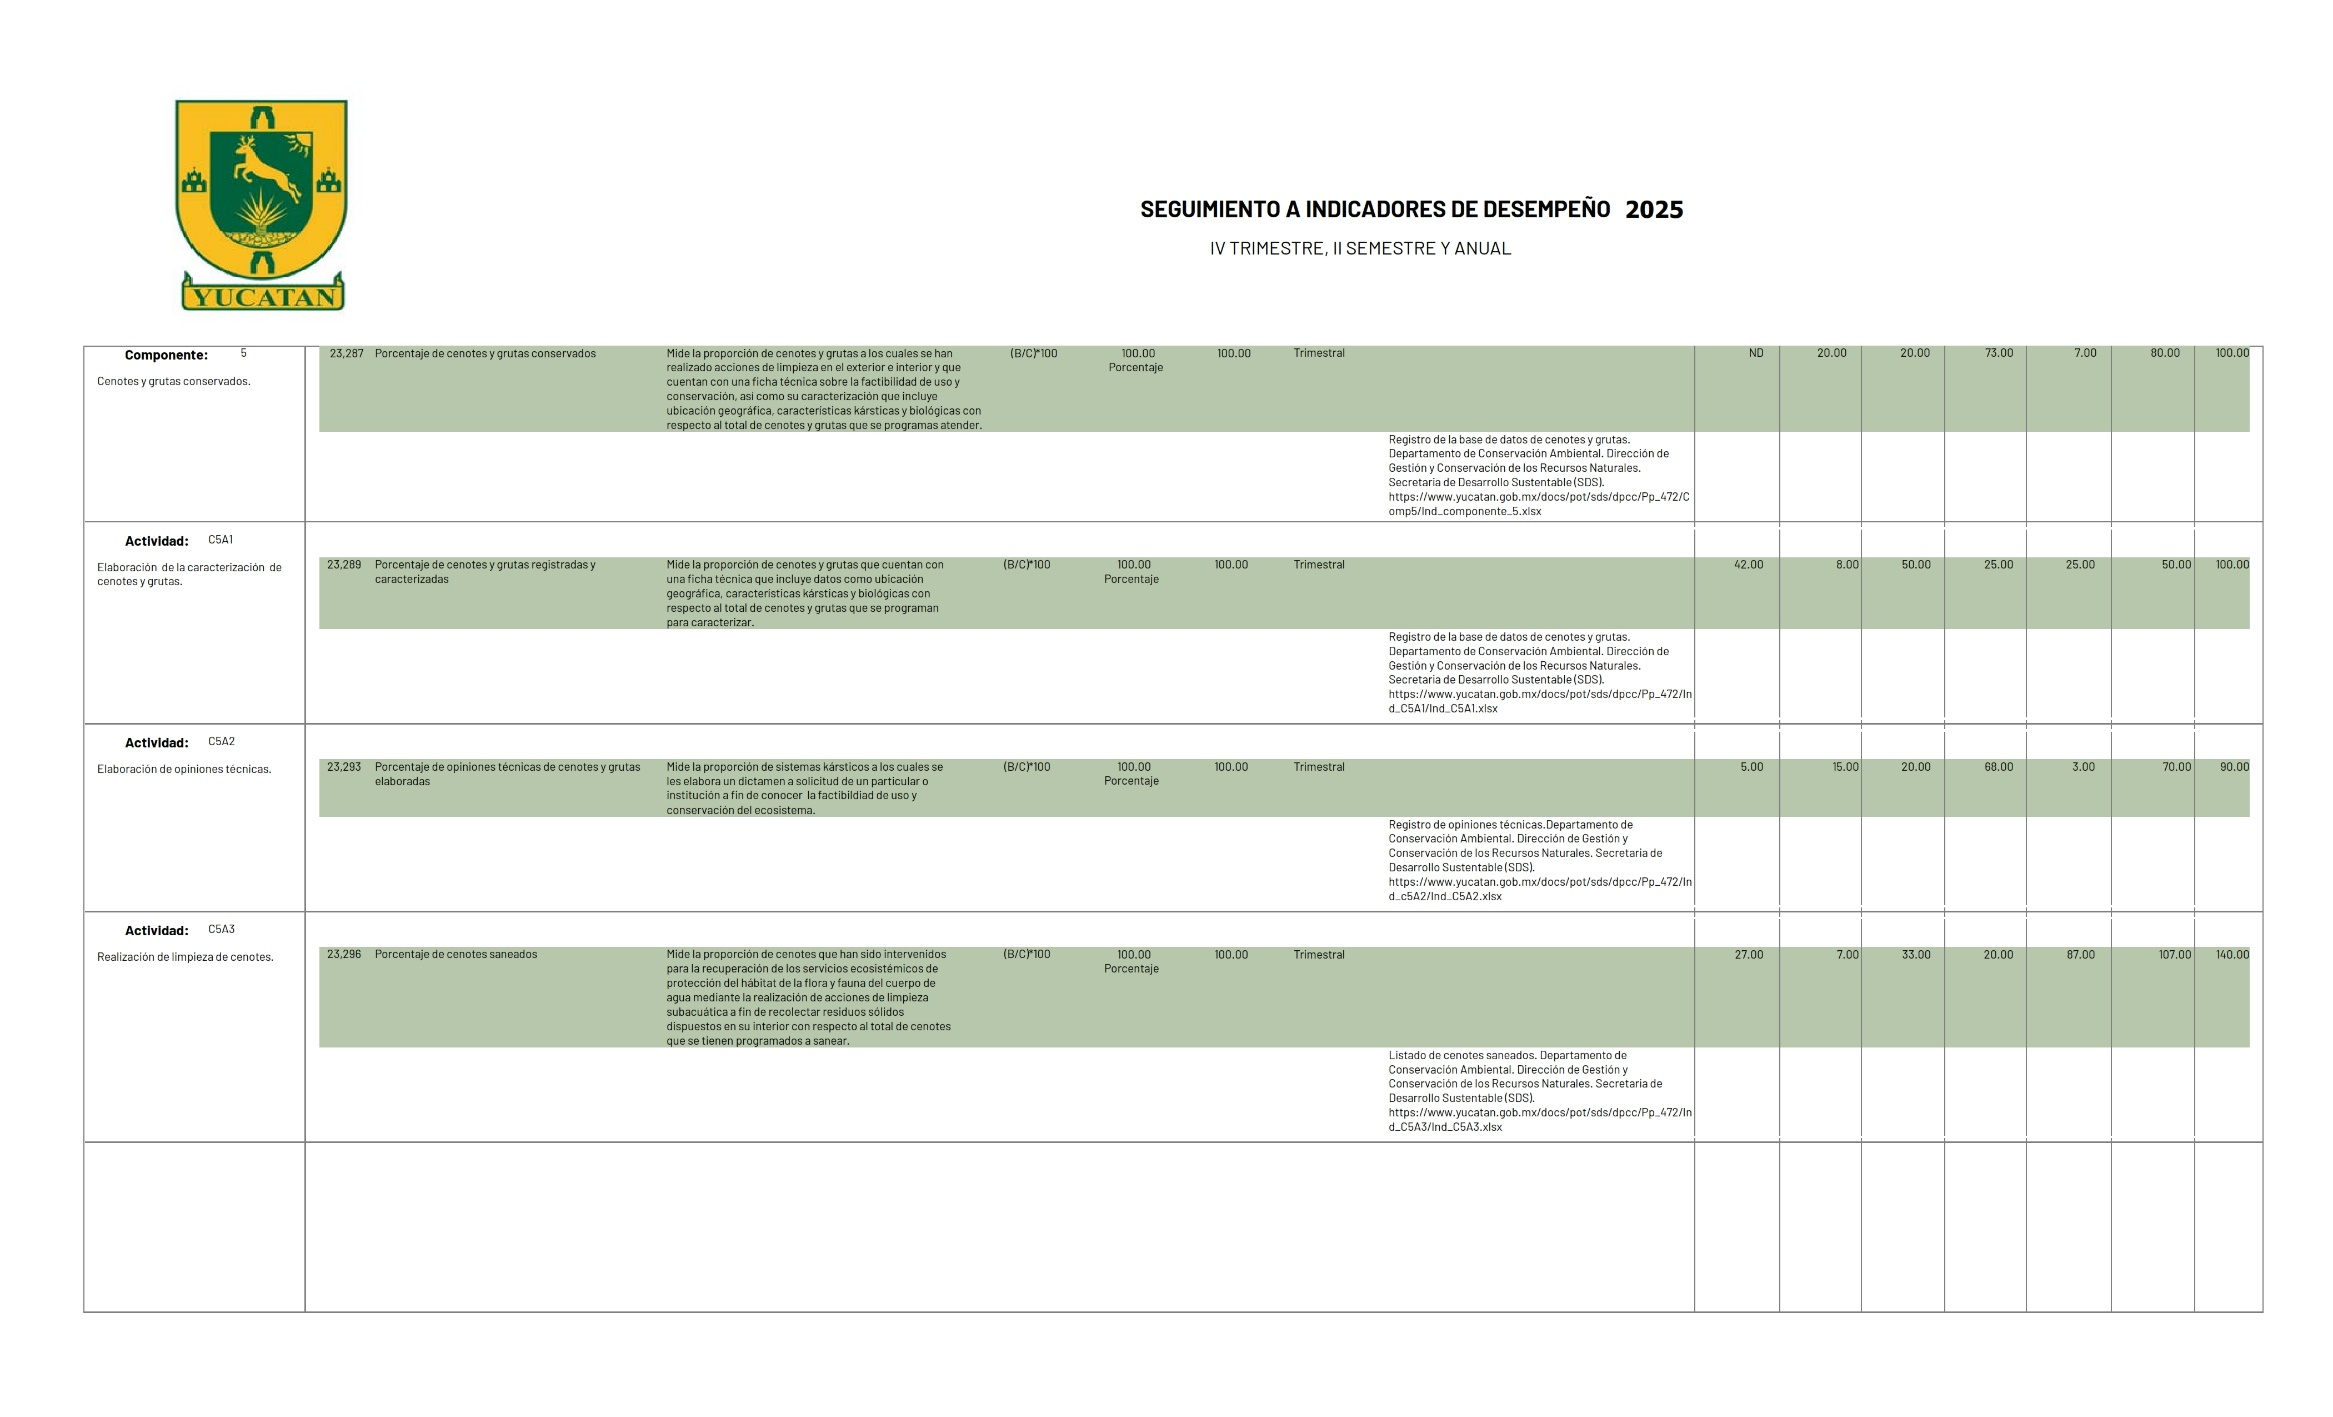 YUCATAN
SEGUIMIENTO A INDICADORES DE DESEMPEÑO 2025
IV TRIMESTRE, II SEMESTRE Y ANUAL
Componente: 5
Cenotes y grutas conservados.
23,287 Porcentaje de cenotes y grutas conservados
Mide la proporción de cenotes y grutas a los cuales se han
realizado acciones de limpieza en el exterior e interior y que
cuentan con una ficha técnica sobre la factibilidad de uso y
conservación, así como su caracterización que incluye
ubicación geográfica, características kársticas y biológicas con
respecto al total de cenotes y grutas que se programas atender.
(B/C)*100
100.00
Porcentaje
100.00
Trimestral
ND 20.00 20.00 73.00 7.00 80.00 100.00
Registro de la base de datos de cenotes y grutas.
Departamento de Conservación Ambiental. Dirección de
Gestión y Conservación de los Recursos Naturales.
Secretaria de Desarrollo Sustentable (SDS).
https://www.yucatan.gob.mx/docs/pot/sds/dpcc/Pp_472/C
omp5/Ind_componente_5.xlsx
Actividad: C5A1
Elaboración de la caracterización de
cenotes y grutas.
23,289 Porcentaje de cenotes y grutas registradas y
caracterizadas
Mide la proporción de cenotes y grutas que cuentan con
una ficha técnica que incluye datos como ubicación
geográfica, características kársticas y biológicas con
respecto al total de cenotes y grutas que se programan
para caracterizar.
(B/C)*100
100.00
Porcentaje
100.00
Trimestral
42.00 8.00 50.00 25.00 25.00 50.00 100.00
Registro de la base de datos de cenotes y grutas.
Departamento de Conservación Ambiental. Dirección de
Gestión y Conservación de los Recursos Naturales.
Secretaria de Desarrollo Sustentable (SDS).
https://www.yucatan.gob.mx/docs/pot/sds/dpcc/Pp_472/In
d_C5A1/Ind_C5A1.xlsx
Actividad: C5A2
Elaboración de opiniones técnicas.
23,293 Porcentaje de opiniones técnicas de cenotes y grutas
elaboradas
Mide la proporción de sistemas kársticos a los cuales se
les elabora un dictamen a solicitud de un particular o
institución a fin de conocer la factibildiad de uso y
conservación del ecosistema.
(B/C)*100
100.00
Porcentaje
100.00
Trimestral
5.00 15.00 20.00 68.00 3.00 70.00 90.00
Registro de opiniones técnicas.Departamento de
Conservación Ambiental. Dirección de Gestión y
Conservación de los Recursos Naturales. Secretaria de
Desarrollo Sustentable (SDS).
https://www.yucatan.gob.mx/docs/pot/sds/dpcc/Pp_472/In
d_c5A2/Ind_C5A2.xlsx
Actividad: C5A3
Realización de limpieza de cenotes.
23,296 Porcentaje de cenotes saneados
Mide la proporción de cenotes que han sido intervenidos
para la recuperación de los servicios ecosistémicos de
protección del hábitat de la flora y fauna del cuerpo de
agua mediante la realización de acciones de limpieza
subacuática a fin de recolectar residuos sólidos
dispuestos en su interior con respecto al total de cenotes
que se tienen programados a sanear.
(B/C)*100
100.00
Porcentaje
100.00
Trimestral
27.00 7.00 33.00 20.00 87.00 107.00 140.00
Listado de cenotes saneados. Departamento de
Conservación Ambiental. Dirección de Gestión y
Conservación de los Recursos Naturales. Secretaria de
Desarrollo Sustentable (SDS).
https://www.yucatan.gob.mx/docs/pot/sds/dpcc/Pp_472/In
d_C5A3/Ind_C5A3.xlsx